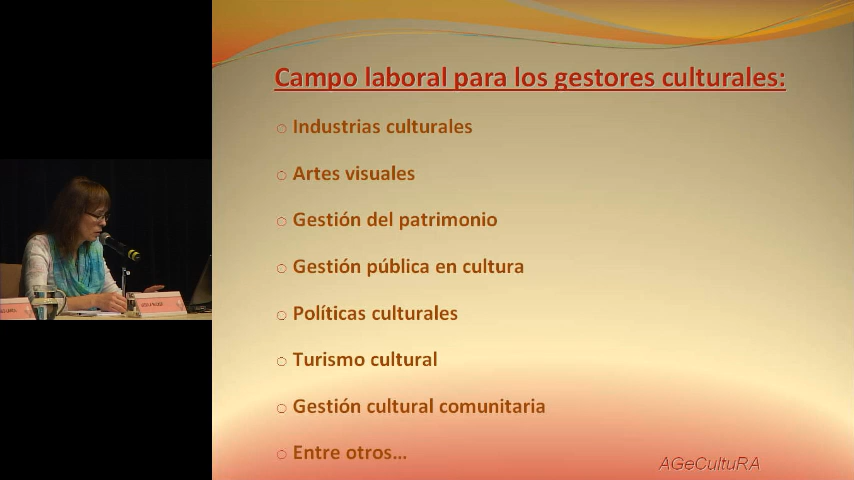 Campo laboral para los gestores culturales:
Industrias culturales
Artes visuales
Gestión del patrimonio
Gestión pública en cultura
Políticas culturales
Turismo cultural
Gestión cultural comunitaria
Entre otros...
AGeCultuRA